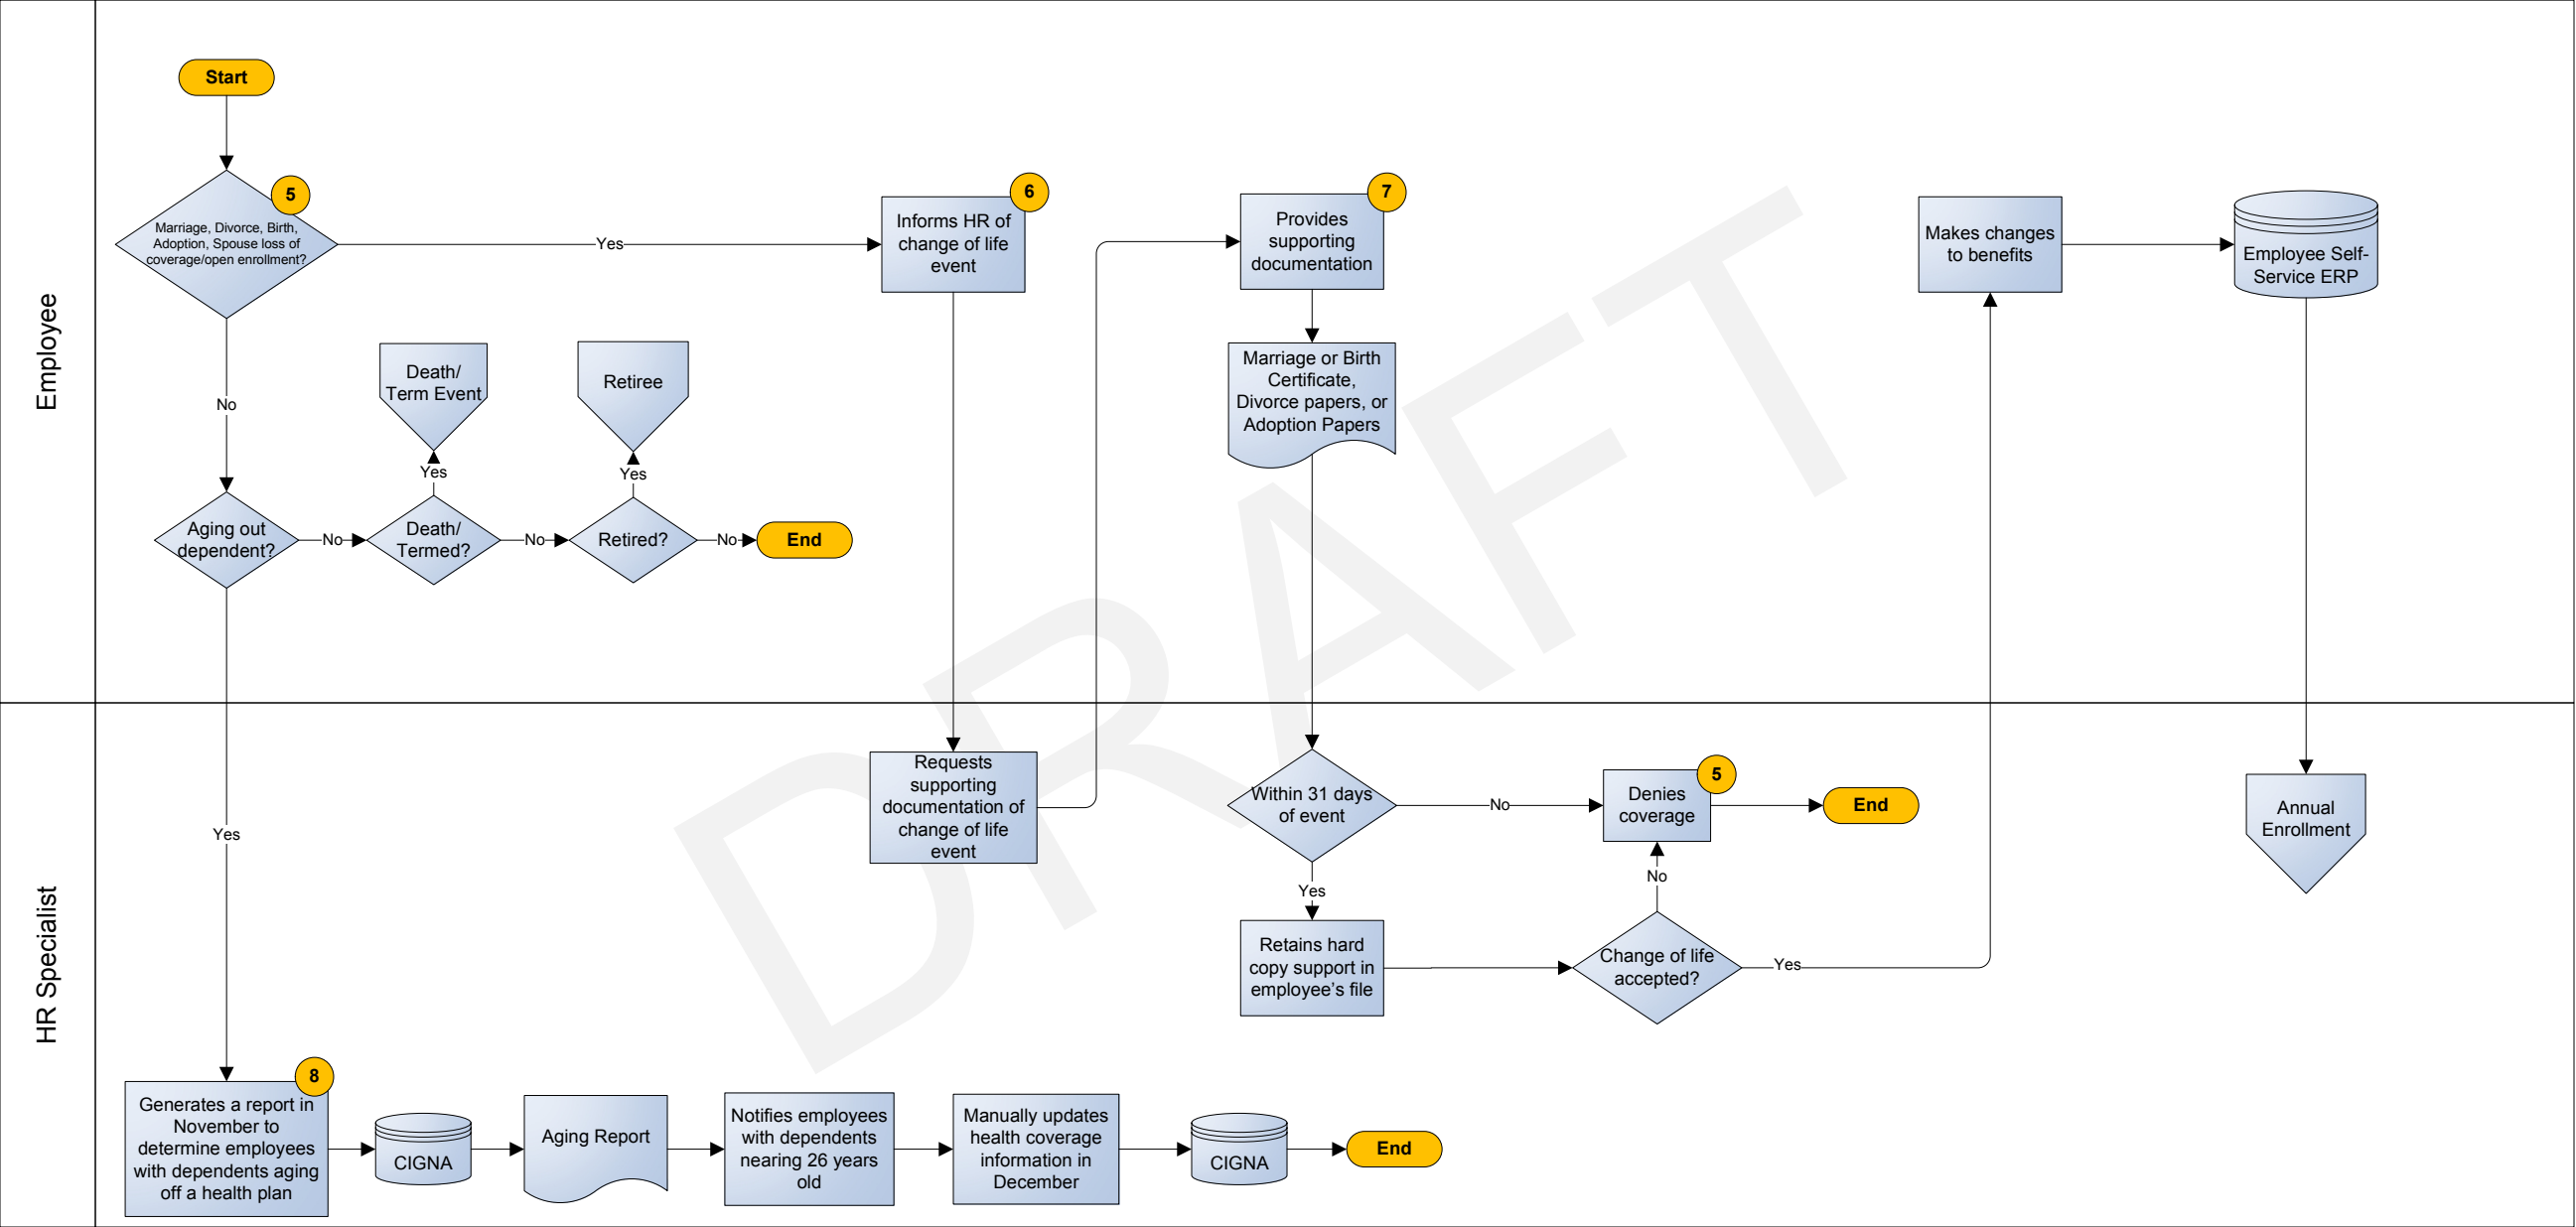 Employee
Start
5
Marriage, Divorce, Birth,
Adoption, Spouse loss of
coverage/open enrollment?
Yes
6
Informs HR of
change of life
event
7
Provides
supporting
documentation
Makes changes
to benefits
Employee Self-
Service ERP
No
Death/
Term Event
Retiree
Marriage or Birth
Certificate,
Divorce papers, or
Adoption Papers
Yes
Yes
Aging out
dependent?
No
Death/
Termed?
No
Retired?
No
End
DRAFT
HR Specialist
Yes
Requests
supporting
documentation of
change of life
event
Within 31 days
of event
No
5
Denies
coverage
End
Annual
Enrollment
Yes
No
Retains hard
copy support in
employee’s file
Change of life
accepted?
Yes
8
Generates a report in
November to
determine employees
with dependents aging
off a health plan
CIGNA
Aging Report
Notifies employees
with dependents
nearing 26 years
old
Manually updates
health coverage
information in
December
CIGNA
End